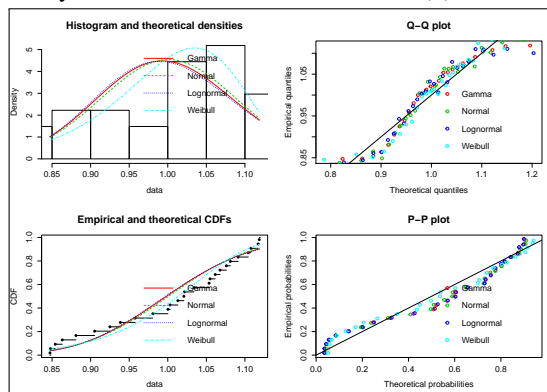 Histogram and theoretical densities
Density
5
4
3
2
1
0
Gamma
Normal
Lognormal
Weibull
0.85 0.90 0.95 1.00 1.05 1.10
data
Q−Q plot
Empirical quantiles
1.05
0.95
0.85
Gamma
Normal
Lognormal
Weibull
0.8 0.9 1.0 1.1 1.2
Theoretical quantiles
Empirical and theoretical CDFs
CDF
1.0
0.8
0.6
0.4
0.2
0.0
Gamma
Normal
Lognormal
Weibull
0.85 0.90 0.95 1.00 1.05 1.10
data
P−P plot
Empirical probabilities
1.0
0.8
0.6
0.4
0.2
0.0
Gamma
Normal
Lognormal
Weibull
0.0 0.2 0.4 0.6 0.8
Theoretical probabilities